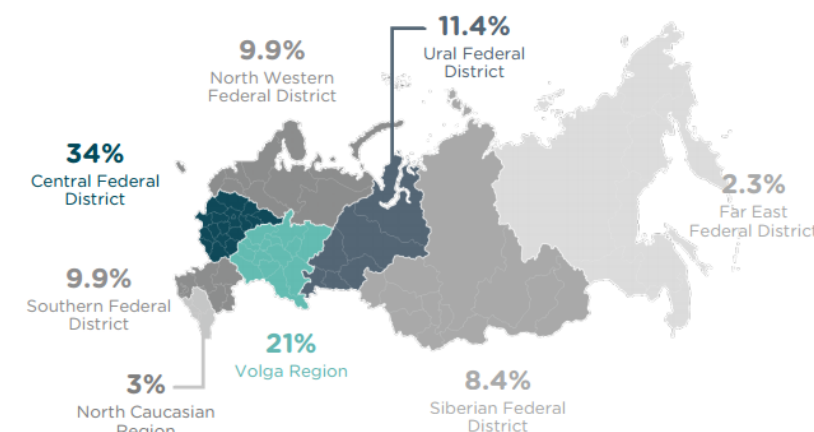 11.4%
Ural Federal
District
9.9%
North Western
Federal District
34%
Central Federal
District
2.3%
Far East
Federal District
9.9%
Southern Federal
District
21%
Volga Region
3%
North Caucasian
Region
8.4%
Siberian Federal
District